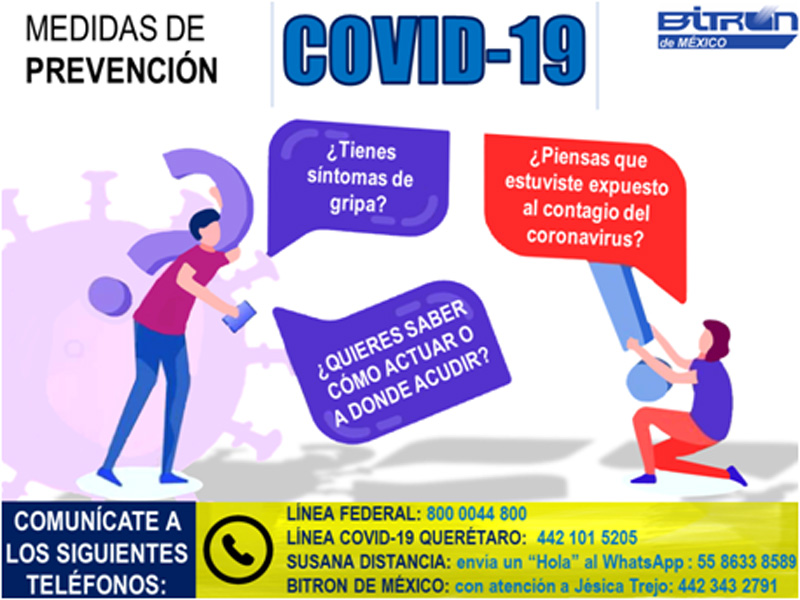 MEDIDAS DE
PREVENCIÓN
COVID-19
BiTRON
de MÉXICO
¿Tienes
síntomas de
gripa?
¿Piensas que
estuviste expuesto
al contagio del
coronavirus?
¿QUIERES SABER
CÓMO ACTUAR O
A DONDE ACUDIR?
COMUNÍCATE A
LOS SIGUIENTES
TELÉFONOS:
LÍNEA FEDERAL: 800 0044 800
LÍNEA COVID-19 QUERÉTARO: 442 101 5205
SUSANA DISTANCIA: envia un “Hola” al WhatsApp : 55 8633 8589
BITRON DE MÉXICO: con atención a Jésica Trejo: 442 343 2791